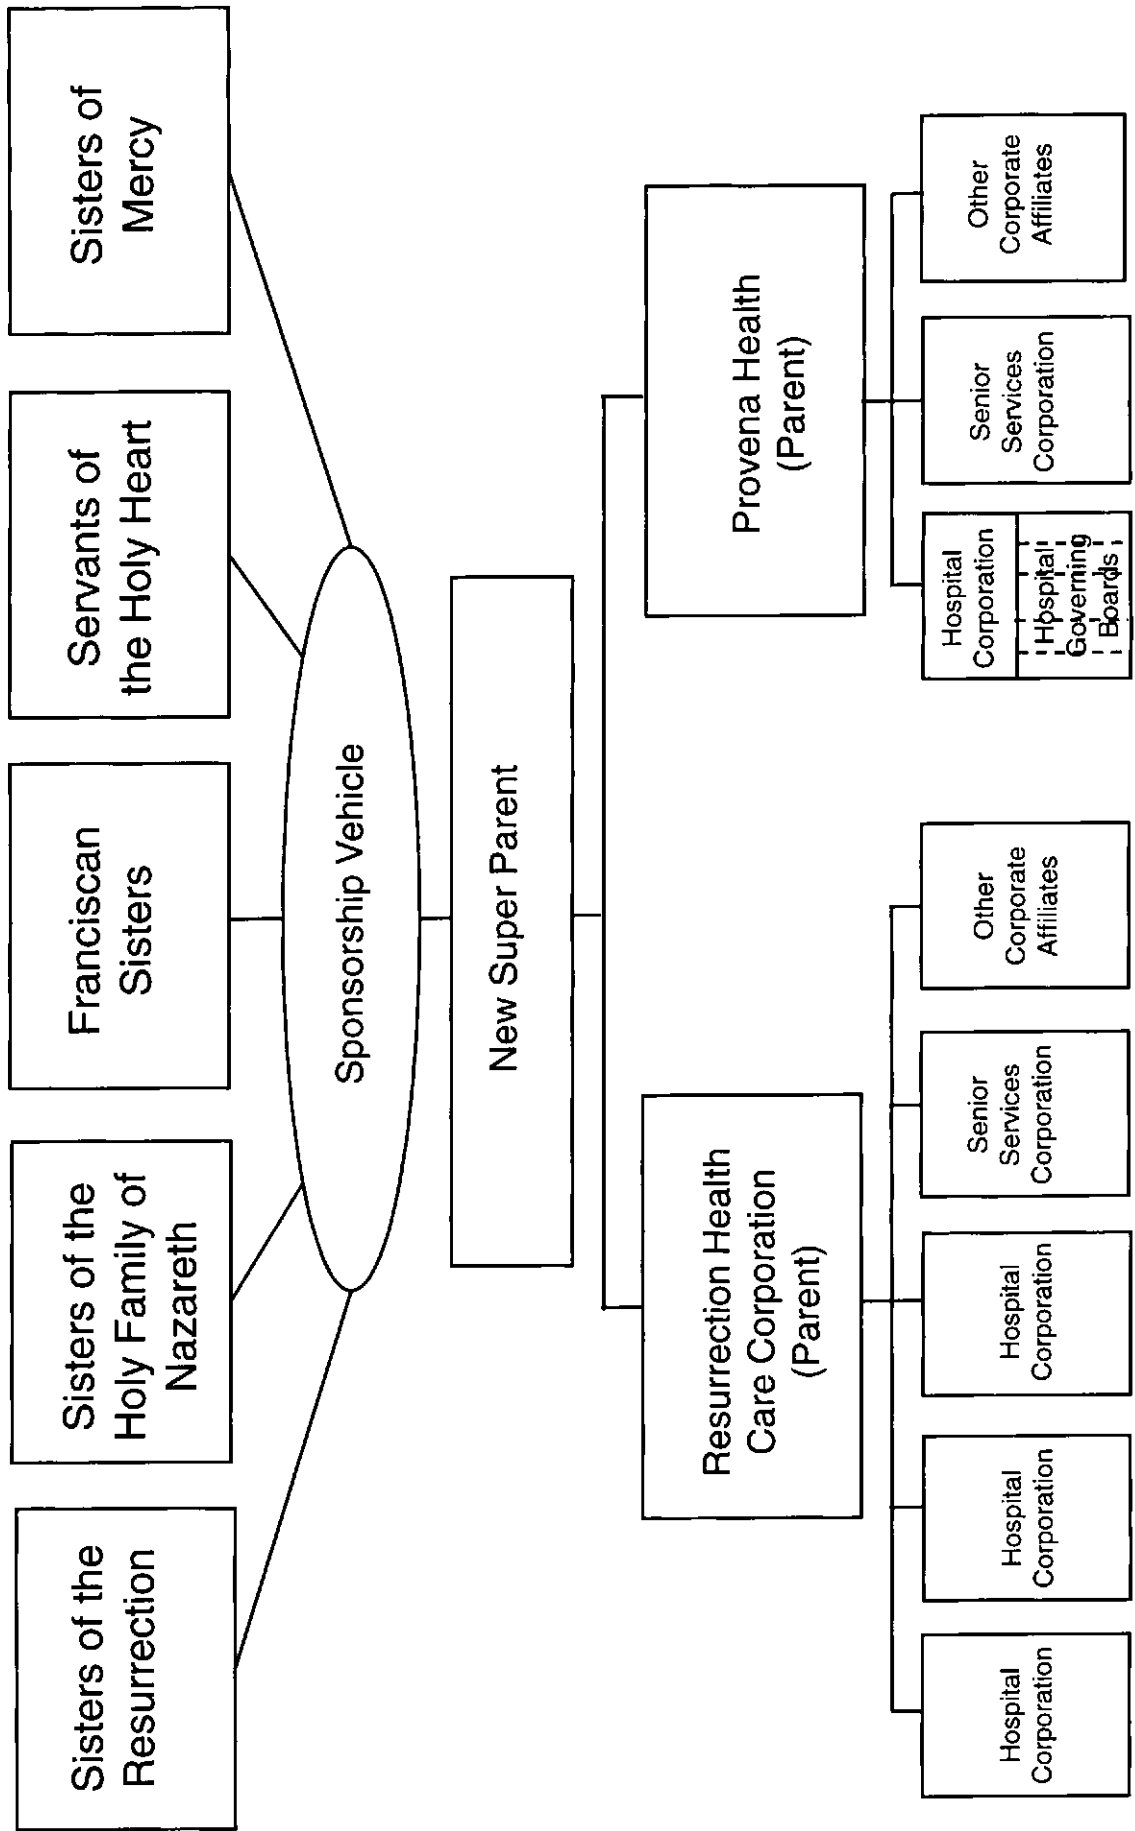 Sisters of the
Resurrection
Sisters of the
Holy Family of
Nazareth
Franciscan
Sisters
Servants of
the Holy Heart
Sisters of
Mercy
Sponsorship Vehicle
New Super Parent
Resurrection Health
Care Corporation
(Parent)
Provena Health
(Parent)
Hospital
Corporation
Hospital
Corporation
Hospital
Corporation
Senior
Services
Corporation
Other
Corporate
Affiliates
Hospital
Corporation
Hospital
Governing
Boards
Senior
Services
Corporation
Other
Corporate
Affiliates